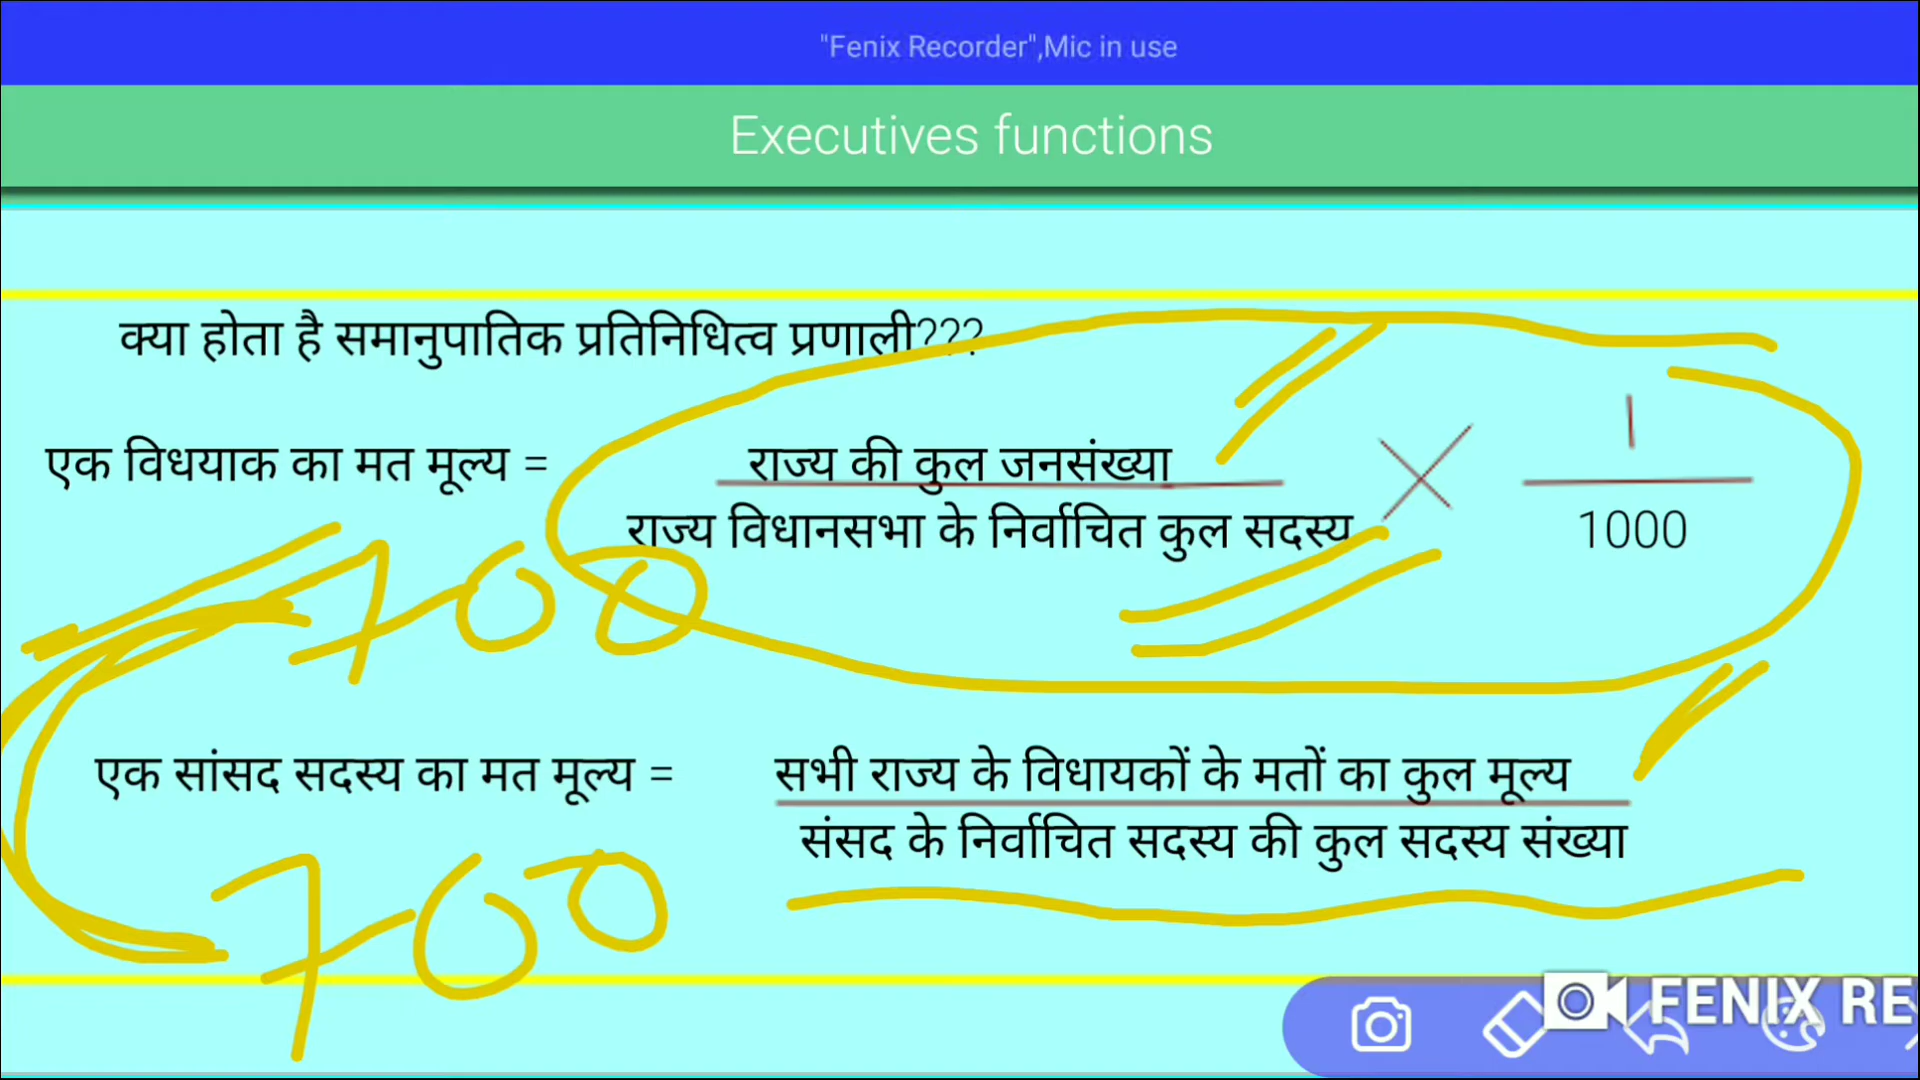 "Fenix Recorder",Mic in use
Executives functions
क्या होता है समानुपातिक प्रतिनिधित्व प्रणाली???
एक विधयाक का मत मूल्य = राज्य की कुल जनसंख्या × 1
राज्य विधानसभा के निर्वाचित कुल सदस्य 1000
700
एक सांसद सदस्य का मत मूल्य = सभी राज्य के विधायकों के मतों का कुल मूल्य
संसद के निर्वाचित सदस्य की कुल सदस्य संख्या
700
FENIX RE